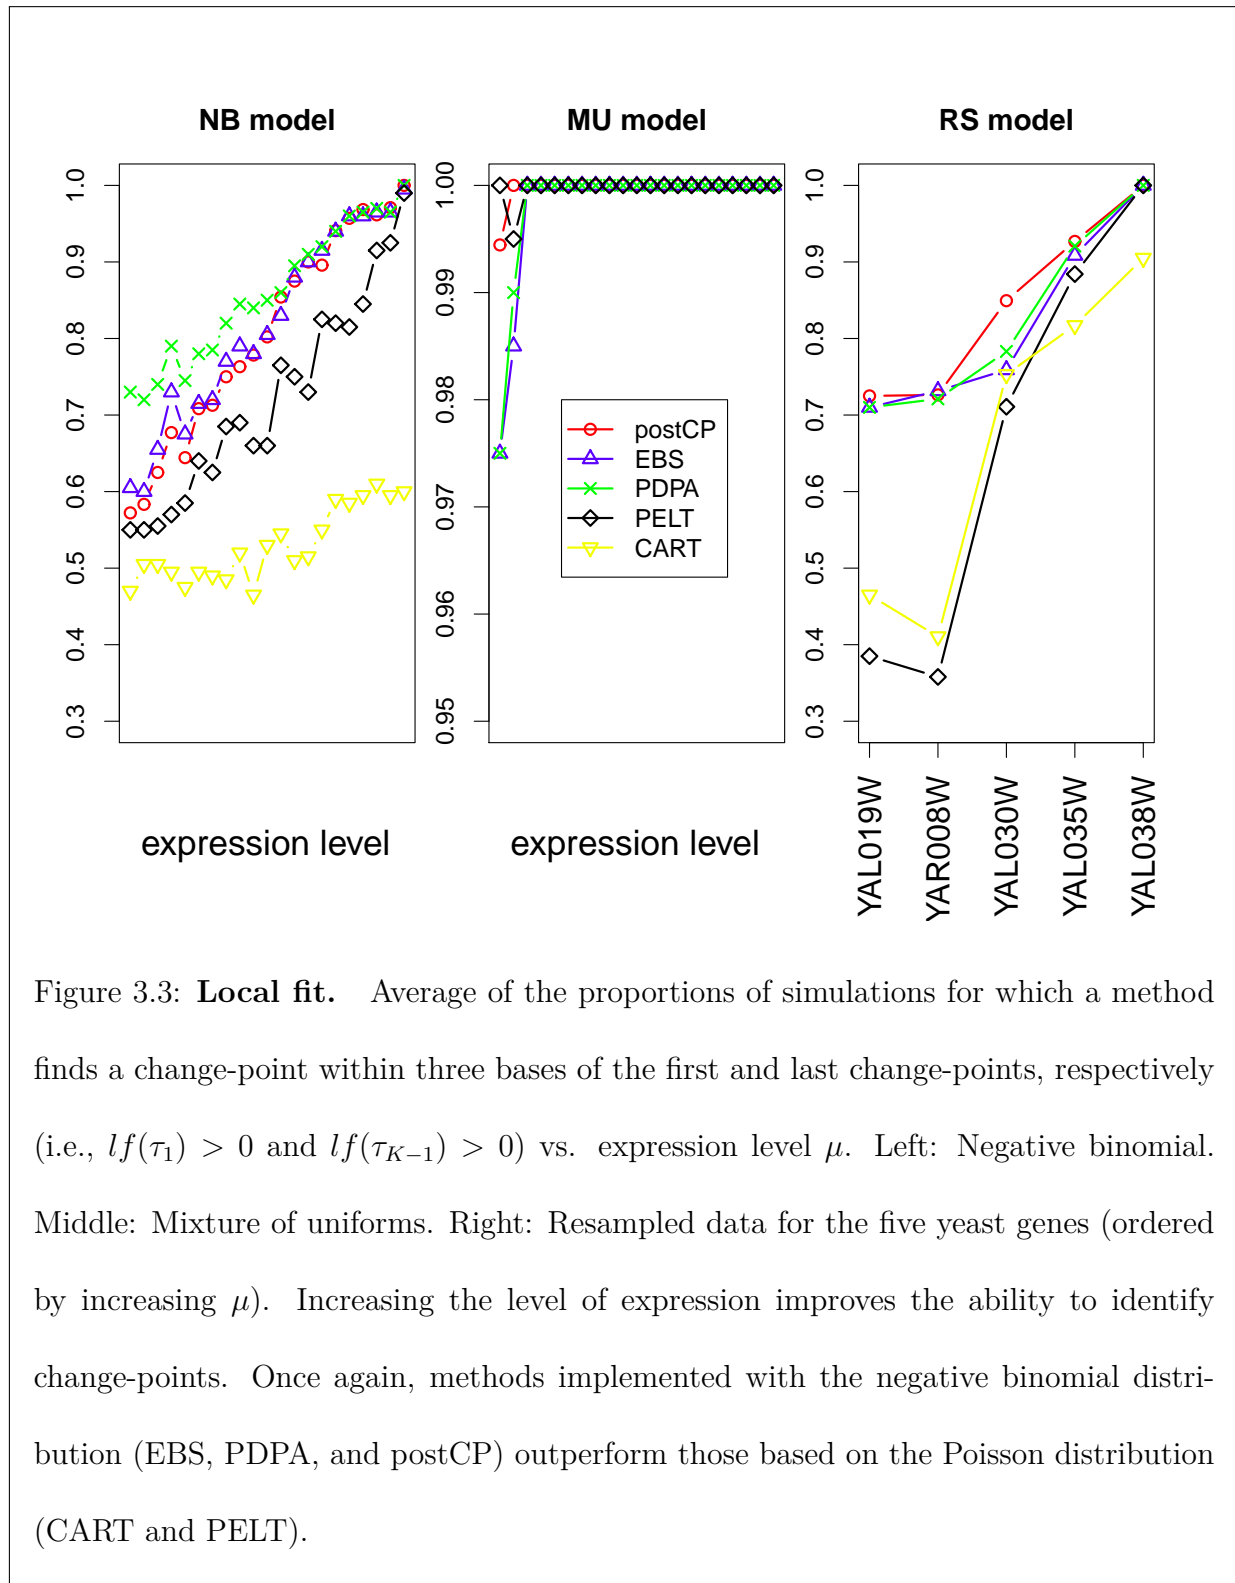 NB model
MU model
RS model
1.0
0.9
0.8
0.7
0.6
0.5
0.4
0.3
1.00
0.99
0.98
0.97
0.96
0.95
1.0
0.9
0.8
0.7
0.6
0.5
0.4
0.3
postCP
EBS
PDPA
PELT
CART
expression level
expression level
YAL019W
YAR008W
YAL030W
YAL035W
YAL038W
Figure 3.3: Local fit. Average of the proportions of simulations for which a method
finds a change-point within three bases of the first and last change-points, respectively
(i.e., lf(τ₁) > 0 and lf(τ_{K−1}) > 0) vs. expression level μ. Left: Negative binomial.
Middle: Mixture of uniforms. Right: Resampled data for the five yeast genes (ordered
by increasing μ). Increasing the level of expression improves the ability to identify
change-points. Once again, methods implemented with the negative binomial distri-
bution (EBS, PDPA, and postCP) outperform those based on the Poisson distribution
(CART and PELT).